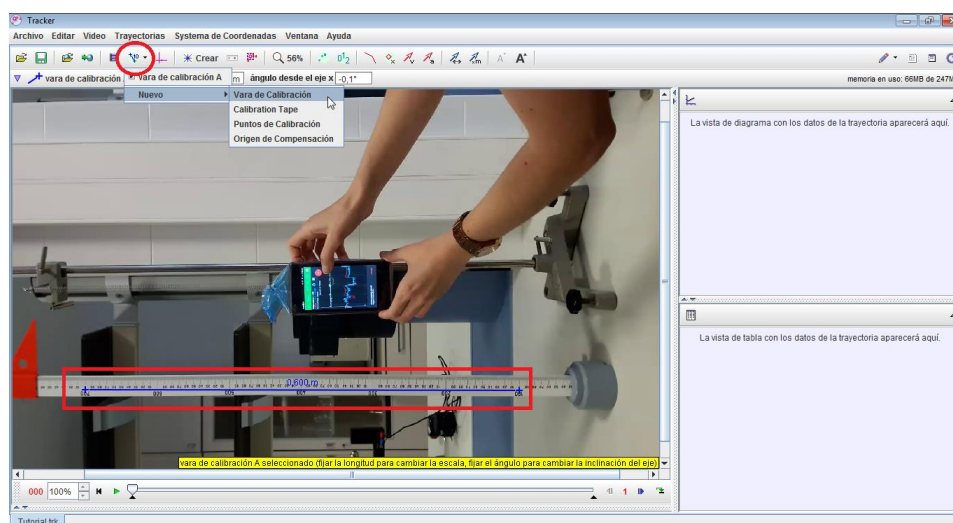 Tracker
Archivo Editar Video Trayectorias Systema de Coordenadas Ventana Ayuda
Crear 56%
vara de calibración
vara de calibración A
m ángulo desde el eje x -0,1°
memoria en uso: 66MB de 247M
Nuevo
Vara de Calibración
Calibration Tape
Puntos de Calibración
Origen de Compensación
La vista de diagrama con los datos de la trayectoria aparecerá aquí.
La vista de tabla con los datos de la trayectoria aparecerá aquí.
0,600 m
vara de calibración A seleccionado (fijar la longitud para cambiar la escala, fijar el ángulo para cambiar la inclinación del eje)
000 100% 1
Tutorial.trk